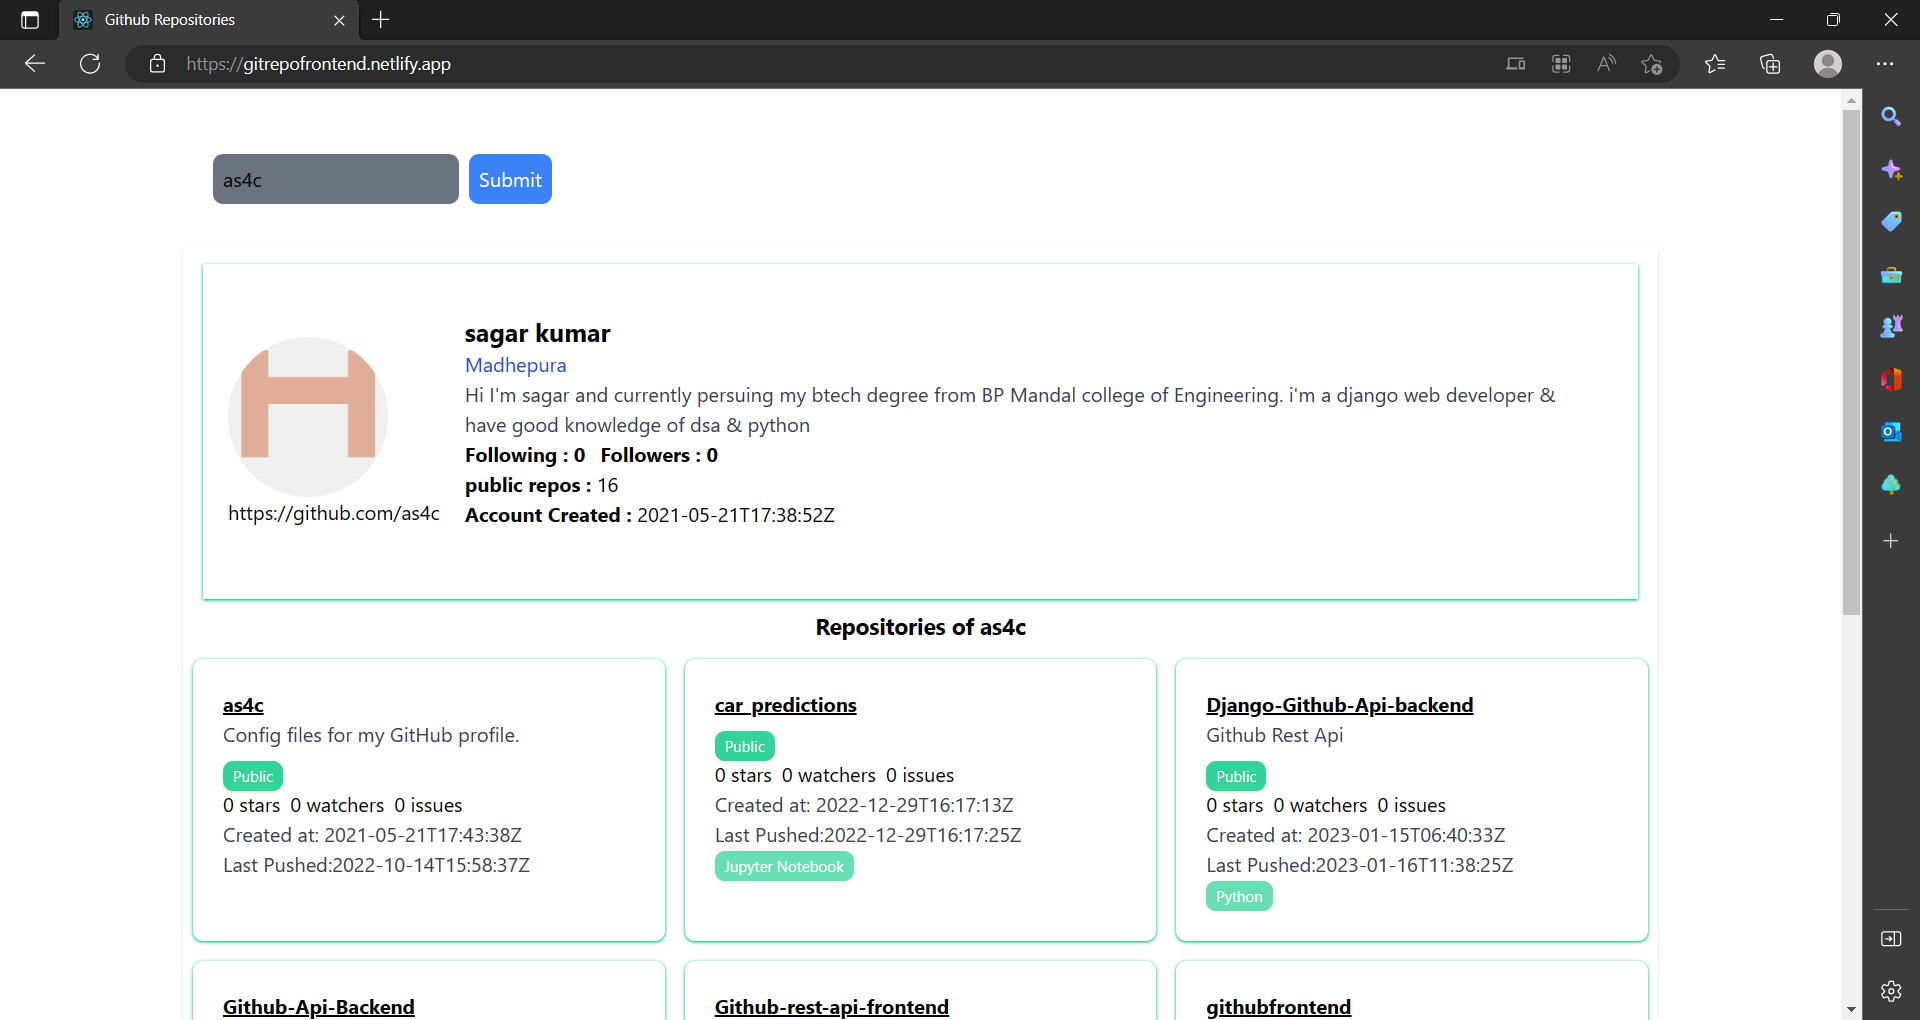 Github Repositories
https://gitrepofrontend.netlify.app
as4c
Submit
sagar kumar
Madhepura
Hi I'm sagar and currently persuing my btech degree from BP Mandal college of Engineering. i'm a django web developer &
have good knowledge of dsa & python
Following : 0 Followers : 0
public repos : 16
https://github.com/as4c
Account Created : 2021-05-21T17:38:52Z
Repositories of as4c
as4c
Config files for my GitHub profile.
Public
0 stars 0 watchers 0 issues
Created at: 2021-05-21T17:43:38Z
Last Pushed:2022-10-14T15:58:37Z
car_predictions
Public
0 stars 0 watchers 0 issues
Created at: 2022-12-29T16:17:13Z
Last Pushed:2022-12-29T16:17:25Z
Jupyter Notebook
Django-Github-Api-backend
Github Rest Api
Public
0 stars 0 watchers 0 issues
Created at: 2023-01-15T06:40:33Z
Last Pushed:2023-01-16T11:38:25Z
Python
Github-Api-Backend
Github-rest-api-frontend
githubfrontend